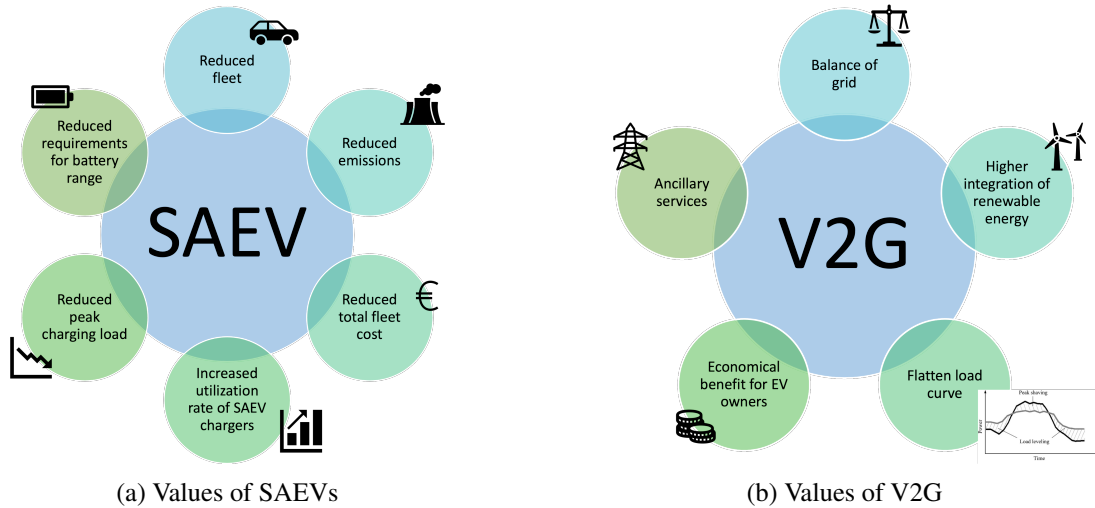 Reduced
fleet
Reduced
requirements
for battery
range
Reduced
emissions
SAEV
Reduced
peak
charging load
Reduced
total fleet
cost
€
Increased
utilization
rate of SAEV
chargers
(a) Values of SAEVs
Balance of
grid
Ancillary
services
Higher
integration of
renewable
energy
V2G
Economical
benefit for EV
owners
Flatten load
curve
Peak shaving
Power
Load leveling
Time
(b) Values of V2G